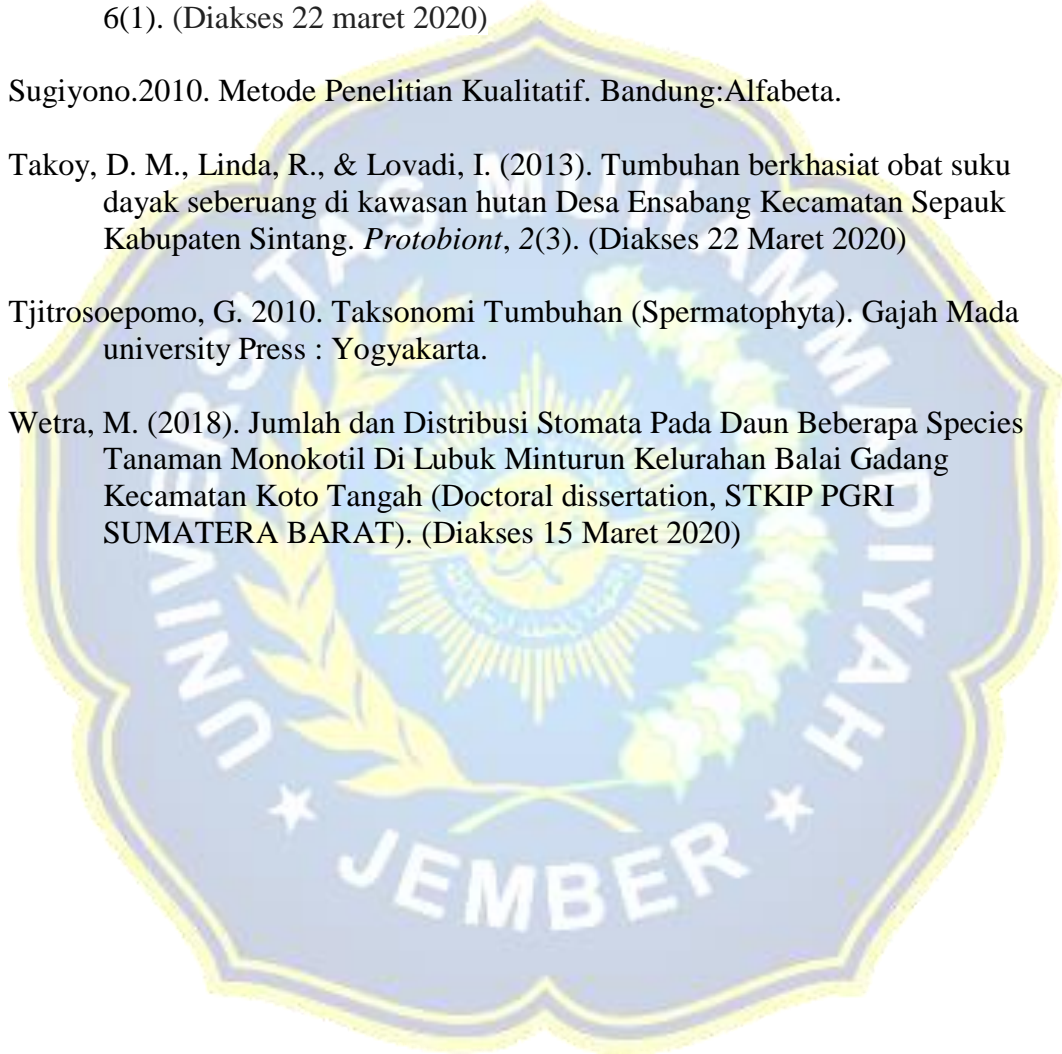 6(1). (Diakses 22 maret 2020)
Sugiyono.2010. Metode Penelitian Kualitatif. Bandung:Alfabeta.
Takoy, D. M., Linda, R., & Lovadi, I. (2013). Tumbuhan berkhasiat obat suku
dayak seberuang di kawasan hutan Desa Ensabang Kecamatan Sepauk
Kabupaten Sintang. Protobiont, 2(3). (Diakses 22 Maret 2020)
Tjitrosoepomo, G. 2010. Taksonomi Tumbuhan (Spermatophyta). Gajah Mada
university Press : Yogyakarta.
Wetra, M. (2018). Jumlah dan Distribusi Stomata Pada Daun Beberapa Species
Tanaman Monokotil Di Lubuk Minturun Kelurahan Balai Gadang
Kecamatan Koto Tangah (Doctoral dissertation, STKIP PGRI
SUMATERA BARAT). (Diakses 15 Maret 2020)
UNIVERSITAS MUHAMMADIYAH
JEMBER